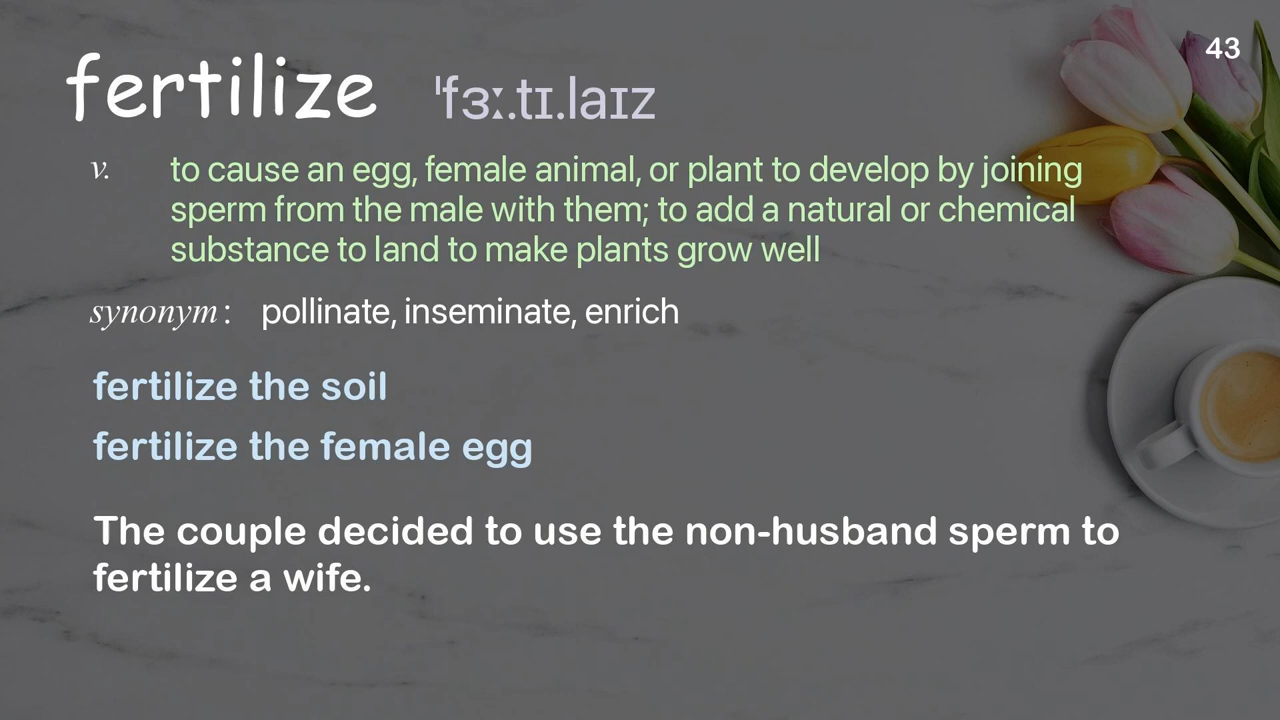 43
fertilize ˈfɜː.tɪ.laɪz
v. to cause an egg, female animal, or plant to develop by joining
sperm from the male with them; to add a natural or chemical
substance to land to make plants grow well
synonym : pollinate, inseminate, enrich
fertilize the soil
fertilize the female egg
The couple decided to use the non-husband sperm to
fertilize a wife.